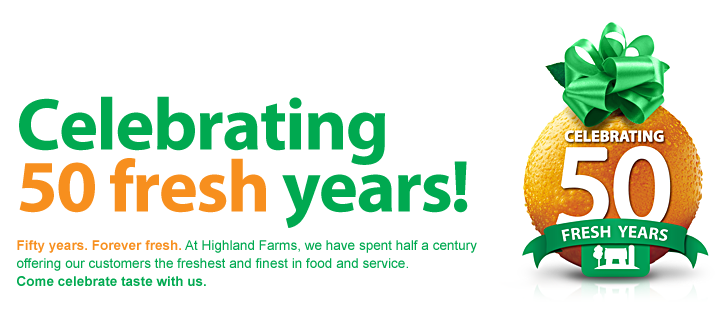 Celebrating
50 fresh years!
Fifty years. Forever fresh. At Highland Farms, we have spent half a century
offering our customers the freshest and finest in food and service.
Come celebrate taste with us.
CELEBRATING
50
FRESH YEARS